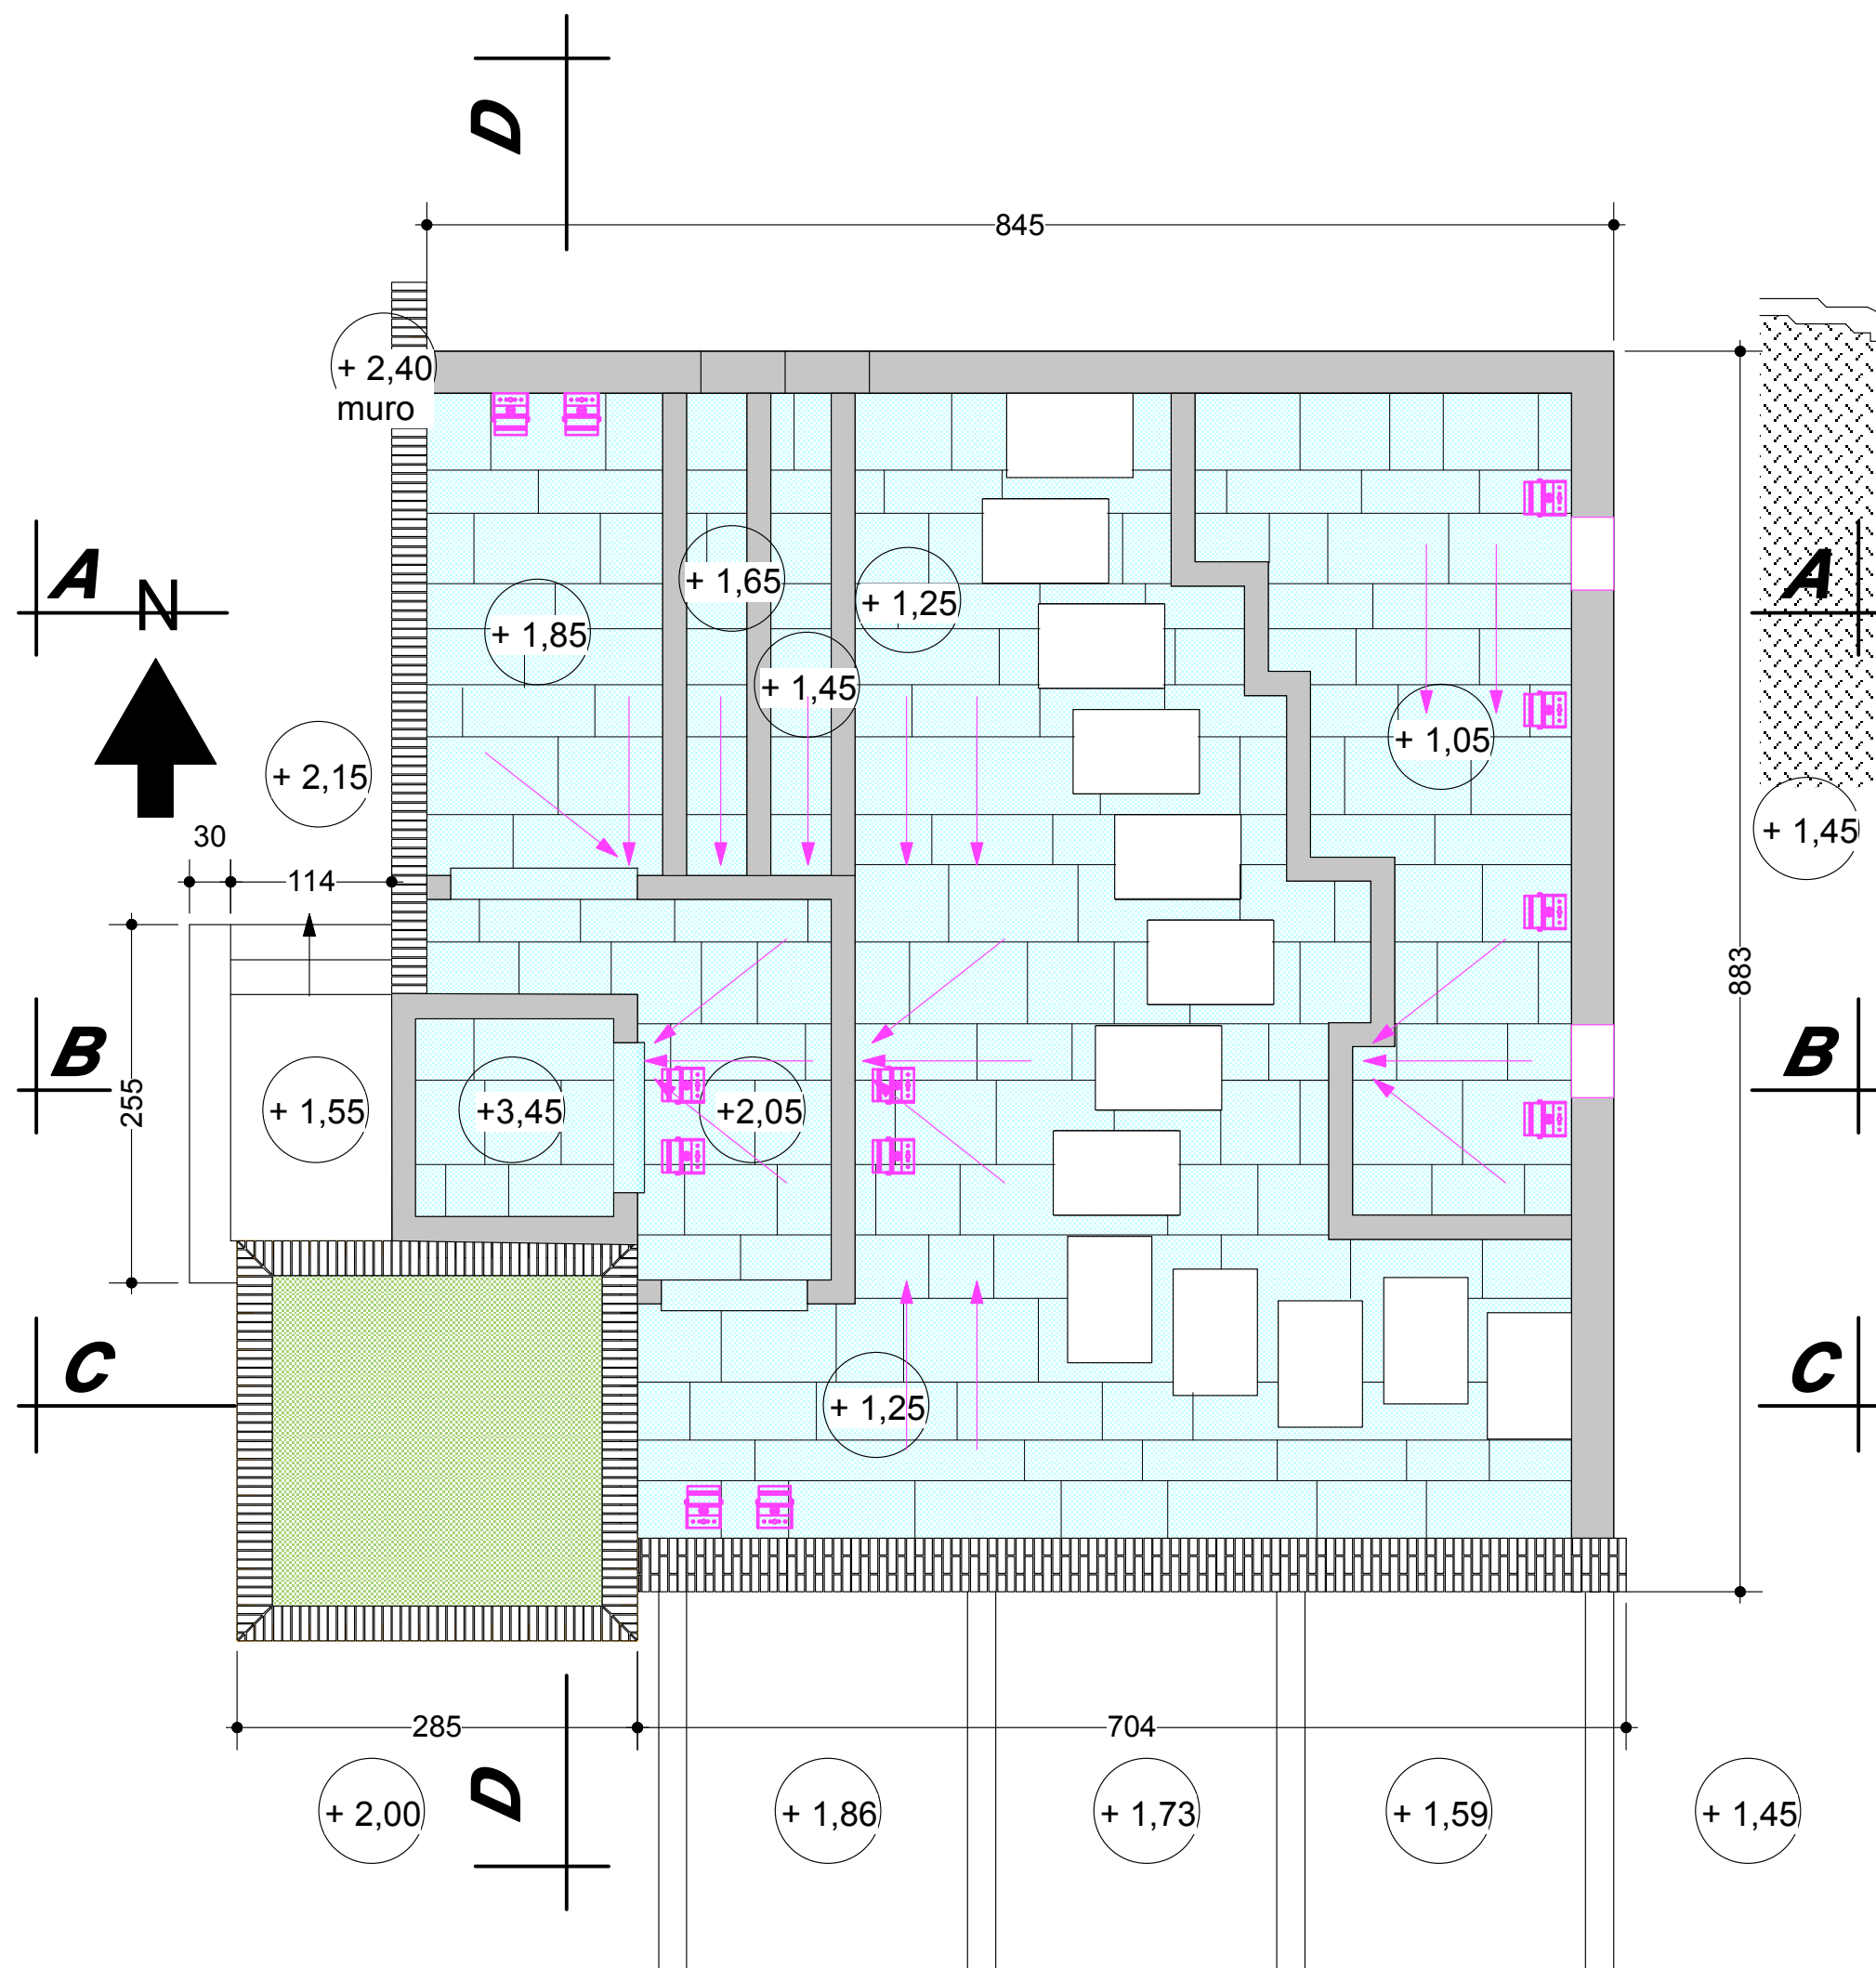 D
845
+ 2,40
muro
A
N
A
+ 1,65
+ 1,25
+ 1,85
+ 1,45
+ 1,05
+ 2,15
+ 1,45
30
114
883
B
B
255
+ 1,55
+3,45
+2,05
C
C
+ 1,25
285
704
D
+ 2,00
+ 1,86
+ 1,73
+ 1,59
+ 1,45